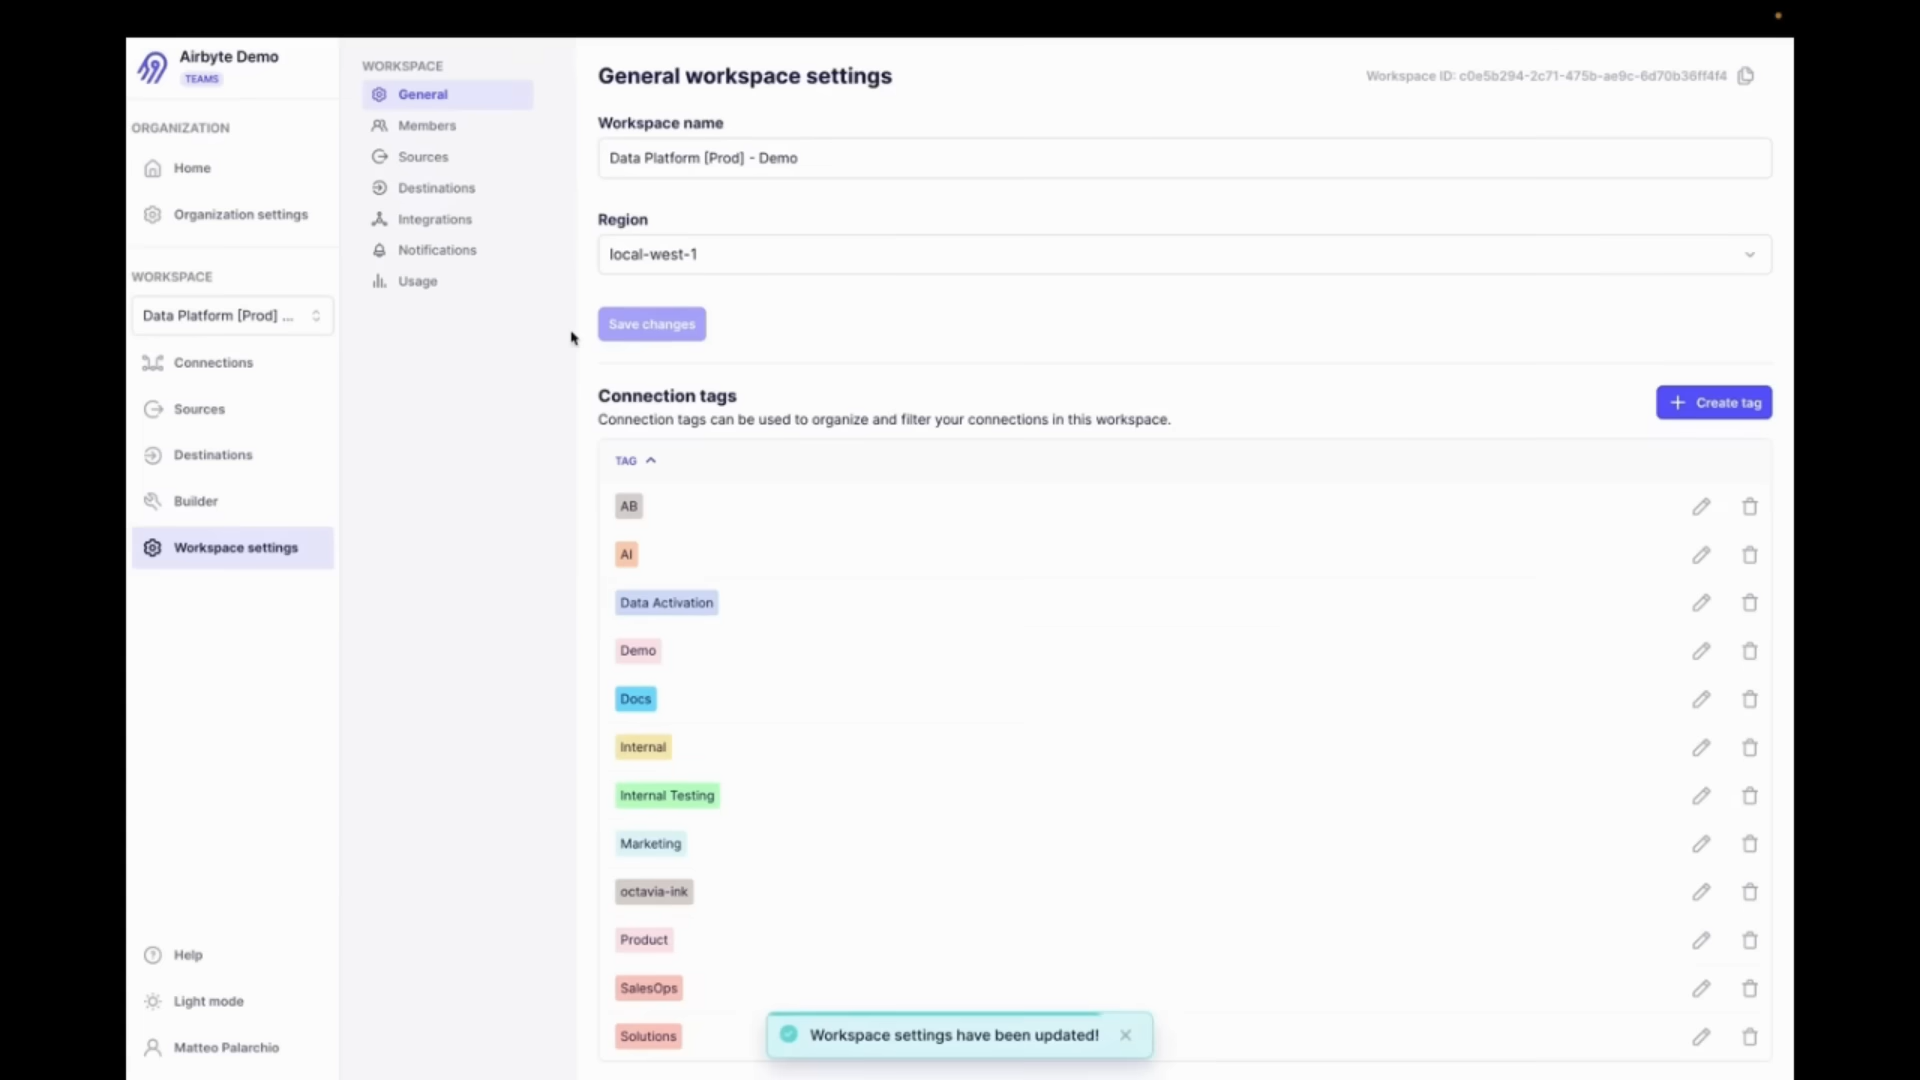 Airbyte Demo
TEAMS
ORGANIZATION
Home
Organization settings
WORKSPACE
Data Platform [Prod] ...
Connections
Sources
Destinations
Builder
Workspace settings
Help
Light mode
Matteo Palarchio
WORKSPACE
General
Members
Sources
Destinations
Integrations
Notifications
Usage
General workspace settings
Workspace ID: c0e5b294-2c71-475b-ae9c-6d70b36ff4f4
Workspace name
Data Platform [Prod] - Demo
Region
local-west-1
Save changes
Connection tags
Connection tags can be used to organize and filter your connections in this workspace.
Create tag
TAG
AB
AI
Data Activation
Demo
Docs
Internal
Internal Testing
Marketing
octavia-ink
Product
SalesOps
Solutions
Workspace settings have been updated!